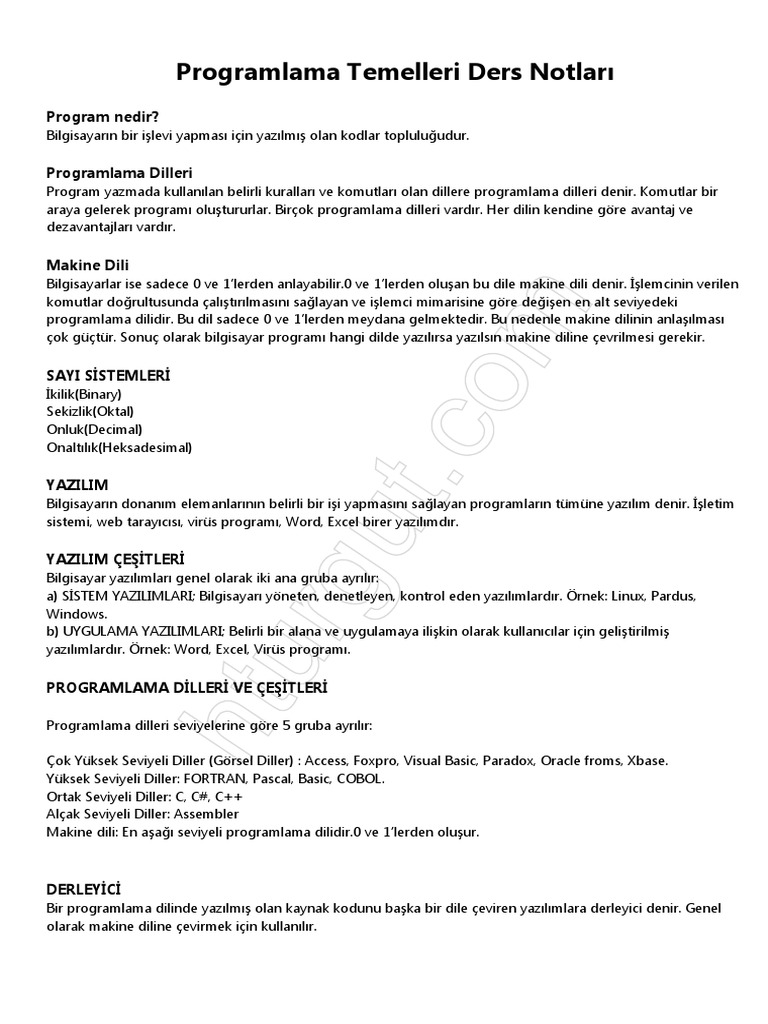 Programlama Temelleri Ders Notları
Program nedir?
Bilgisayarın bir işlevi yapması için yazılmış olan kodlar topluluğudur.
Programlama Dilleri
Program yazmada kullanılan belirli kuralları ve komutları olan dillere programlama dilleri denir. Komutlar bir
araya gelerek programı oluştururlar. Birçok programlama dilleri vardır. Her dilin kendine göre avantaj ve
dezavantajları vardır.
Makine Dili
Bilgisayarlar ise sadece 0 ve 1’lerden anlayabilir.0 ve 1’lerden oluşan bu dile makine dili denir. İşlemcinin verilen
komutlar doğrultusunda çalıştırılmasını sağlayan ve işlemci mimarisine göre değişen en alt seviyedeki
programlama dilidir. Bu dil sadece 0 ve 1’lerden meydana gelmektedir. Bu nedenle makine dilinin anlaşılması
çok güçtür. Sonuç olarak bilgisayar programı hangi dilde yazılırsa yazılsın makine diline çevrilmesi gerekir.
SAYI SİSTEMLERİ
İkilik(Binary)
Sekizlik(Oktal)
Onluk(Decimal)
Onaltılık(Heksadesimal)
YAZILIM
Bilgisayarın donanım elemanlarının belirli bir işi yapmasını sağlayan programların tümüne yazılım denir. İşletim
sistemi, web tarayıcısı, virüs programı, Word, Excel birer yazılımdır.
YAZILIM ÇEŞİTLERİ
Bilgisayar yazılımları genel olarak iki ana gruba ayrılır:
a) SİSTEM YAZILIMLARI; Bilgisayarı yöneten, denetleyen, kontrol eden yazılımlardır. Örnek: Linux, Pardus,
Windows.
b) UYGULAMA YAZILIMLARI; Belirli bir alana ve uygulamaya ilişkin olarak kullanıcılar için geliştirilmiş
yazılımlardır. Örnek: Word, Excel, Virüs programı.
PROGRAMLAMA DİLLERİ VE ÇEŞİTLERİ
Programlama dilleri seviyelerine göre 5 gruba ayrılır:
Çok Yüksek Seviyeli Diller (Görsel Diller) : Access, Foxpro, Visual Basic, Paradox, Oracle froms, Xbase.
Yüksek Seviyeli Diller: FORTRAN, Pascal, Basic, COBOL.
Ortak Seviyeli Diller: C, C#, C++
Alçak Seviyeli Diller: Assembler
Makine dili: En aşağı seviyeli programlama dilidir.0 ve 1’lerden oluşur.
DERLEYİCİ
Bir programlama dilinde yazılmış olan kaynak kodunu başka bir dile çeviren yazılımlara derleyici denir. Genel
olarak makine diline çevirmek için kullanılır.
hturgut.com